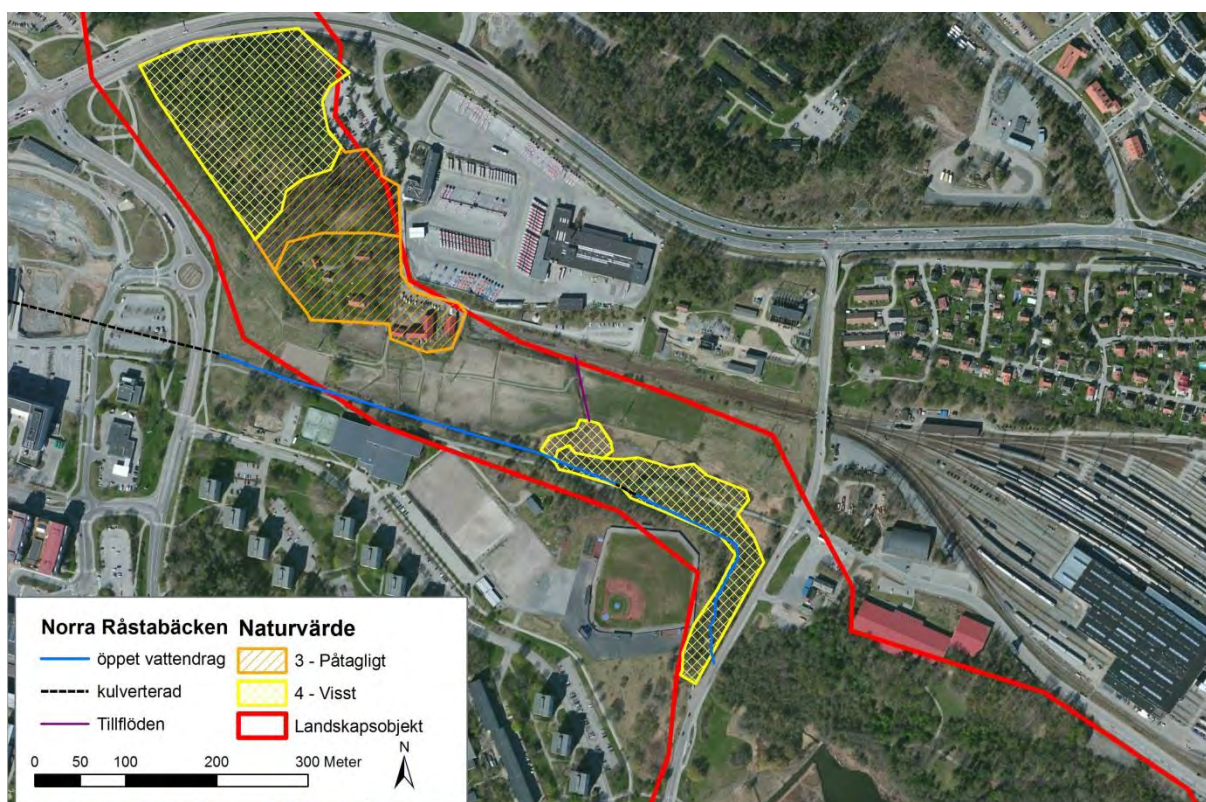 Norra Råstabäcken
öppet vattendrag
kulverterad
Tillflöden
Naturvärde
3 - Påtagligt
4 - Visst
Landskapsobjekt
0 50 100 200 300 Meter
N